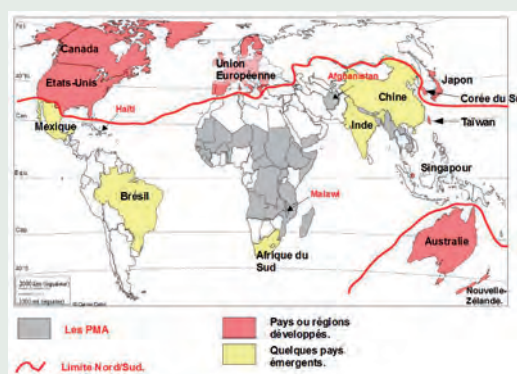 Canada
Etats-Unis
Union
Européenne
Afghanistan
Japon
Chine
Corée du S
Haïti
Mexique
Inde
Taïwan
Singapour
Brésil
Malawi
Afrique du
Sud
Australie
Nouvelle-
Zélande.
Les PMA
Pays ou régions
développés.
Quelques pays
émergents.
Limite Nord/Sud.